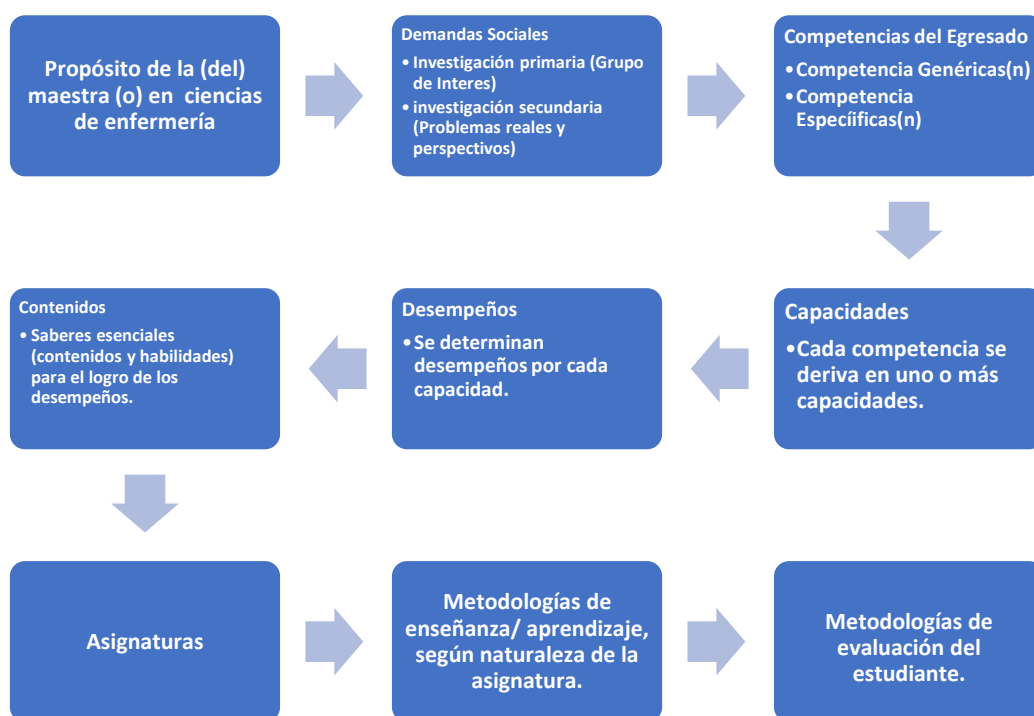 Propósito de la (del)
maestra (o) en ciencias
de enfermería
Demandas Sociales
• Investigación primaria (Grupo
de Interes)
• investigación secundaria
(Problemas reales y
perspectivos)
Competencias del Egresado
• Competencia Genéricas(n)
• Competencia
Especíificas(n)
Capacidades
• Cada competencia se
deriva en uno o más
capacidades.
Desempeños
• Se determinan
desempeños por cada
capacidad.
Contenidos
• Saberes esenciales
(contenidos y habilidades)
para el logro de los
desempeños.
Asignaturas
Metodologías de
enseñanza/ aprendizaje,
según naturaleza de la
asignatura.
Metodologías de
evaluación del
estudiante.